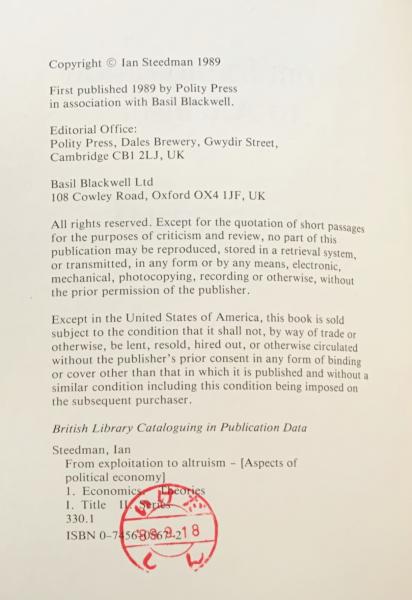 Copyright © Ian Steedman 1989
First published 1989 by Polity Press
in association with Basil Blackwell.
Editorial Office:
Polity Press, Dales Brewery, Gwydir Street,
Cambridge CB1 2LJ, UK
Basil Blackwell Ltd
108 Cowley Road, Oxford OX4 1JF, UK
All rights reserved. Except for the quotation of short passages
for the purposes of criticism and review, no part of this
publication may be reproduced, stored in a retrieval system,
or transmitted, in any form or by any means, electronic,
mechanical, photocopying, recording or otherwise, without
the prior permission of the publisher.
Except in the United States of America, this book is sold
subject to the condition that it shall not, by way of trade or
otherwise, be lent, resold, hired out, or otherwise circulated
without the publisher's prior consent in any form of binding
or cover other than that in which it is published and without a
similar condition including this condition being imposed on
the subsequent purchaser.
British Library Cataloguing in Publication Data
Steedman, Ian
From exploitation to altruism – [Aspects of
political economy]
1. Economics. Theories
I. Title II. Series
330.1
ISBN 0-7456-0567-2